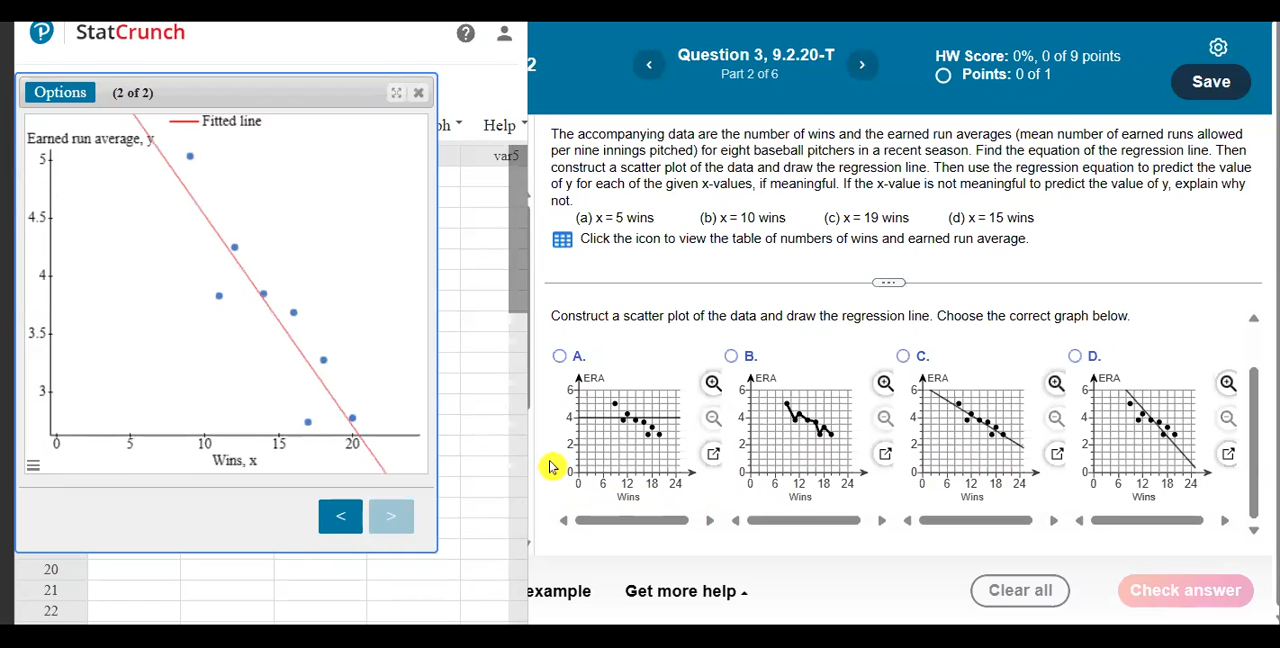 P StatCrunch
?
Options (2 of 2)
Fitted line
Earned run average, y
5
4.5
4
3.5
3
0 5 10 15 20
Wins, x
< >
ph Help
var5
20
21
22
2
< Question 3, 9.2.20-T >
Part 2 of 6
HW Score: 0%, 0 of 9 points
Points: 0 of 1
Save
The accompanying data are the number of wins and the earned run averages (mean number of earned runs allowed
per nine innings pitched) for eight baseball pitchers in a recent season. Find the equation of the regression line. Then
construct a scatter plot of the data and draw the regression line. Then use the regression equation to predict the value
of y for each of the given x-values, if meaningful. If the x-value is not meaningful to predict the value of y, explain why
not.
(a) x = 5 wins (b) x = 10 wins (c) x = 19 wins (d) x = 15 wins
Click the icon to view the table of numbers of wins and earned run average.
Construct a scatter plot of the data and draw the regression line. Choose the correct graph below.
A.
ERA
6
4
2
0
0 6 12 18 24
Wins
B.
ERA
6
4
2
0
0 6 12 18 24
Wins
C.
ERA
6
4
2
0
0 6 12 18 24
Wins
D.
ERA
6
4
2
0
0 6 12 18 24
Wins
example Get more help
Clear all
Check answer